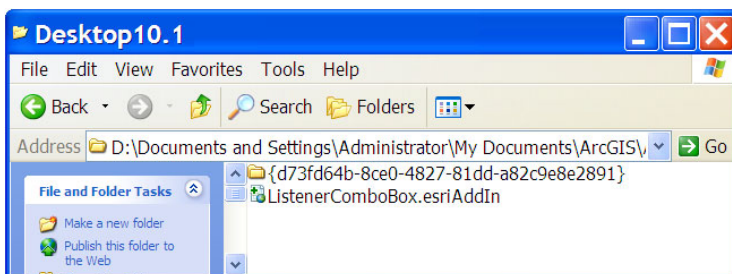 Desktop10.1
File Edit View Favorites Tools Help
Back Search Folders
Address D:\Documents and Settings\Administrator\My Documents\ArcGIS\ Go
File and Folder Tasks
{d73fd64b-8ce0-4827-81dd-a82c9e8e2891}
ListenerComboBox.esriAddIn
Make a new folder
Publish this folder to
the Web